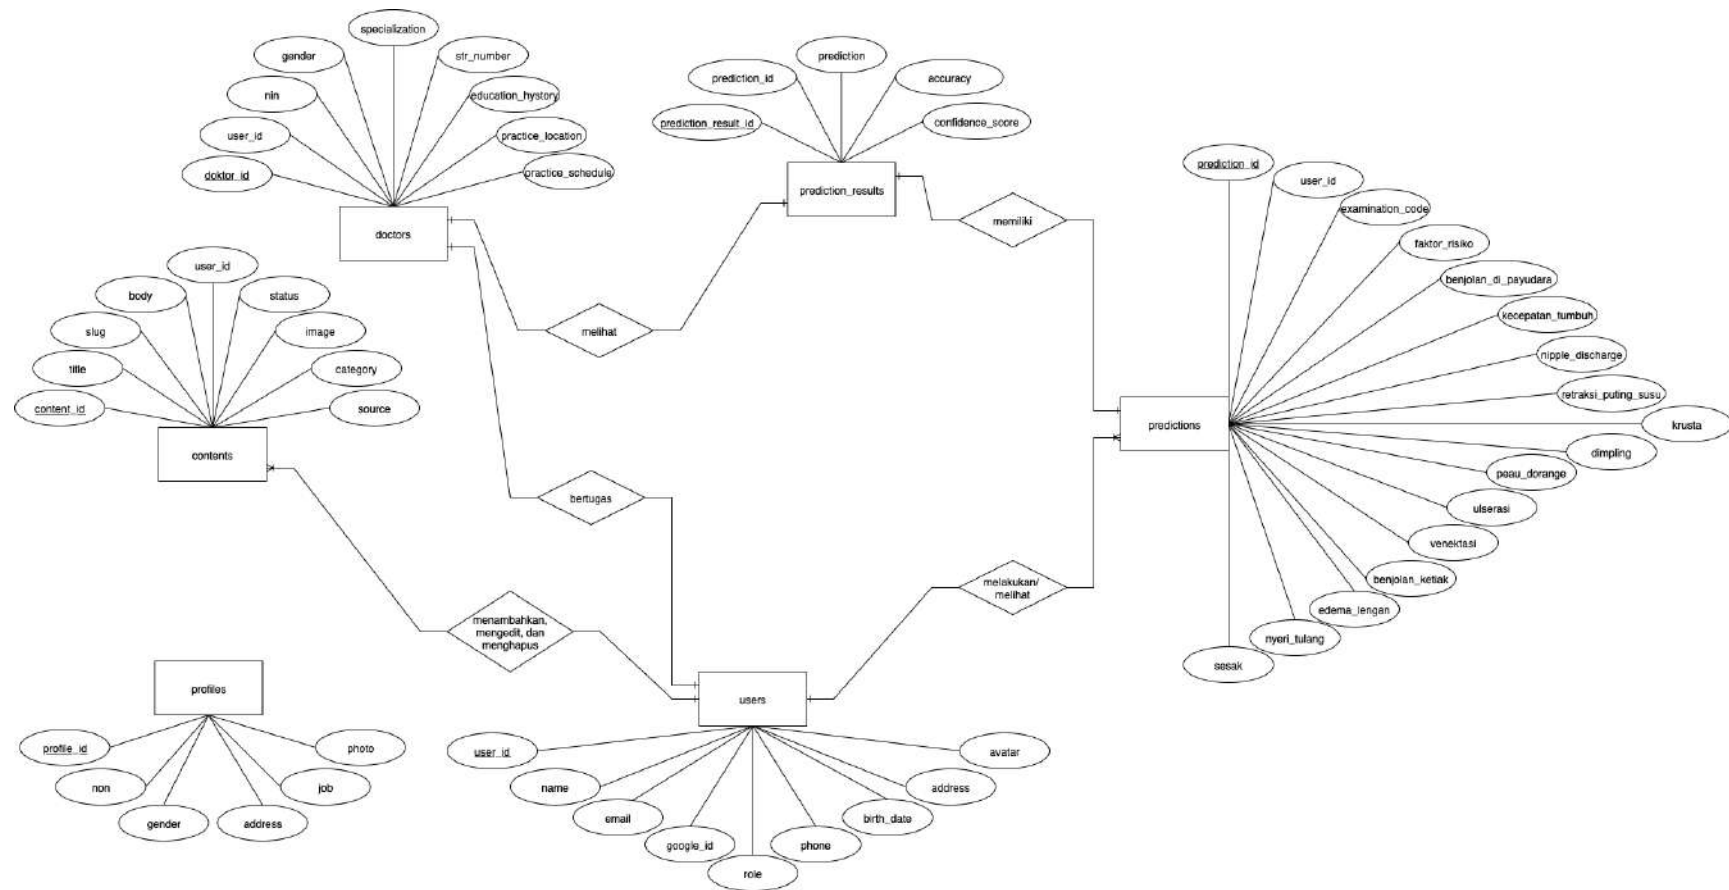 specialization
gender
str_number
nin
education_hystory
user_id
practice_location
doktor_id
practice_schedule
doctors
prediction
prediction_id
accuracy
prediction_result_id
confidence_score
prediction_results
memiliki
melihat
user_id
body
status
slug
image
title
category
content_id
source
contents
bertugas
menambahkan,
mengedit, dan
menghapus
melakukan/
melihat
prediction_id
user_id
examination_code
faktor_risiko
benjolan_di_payudara
kecepatan_tumbuh
nipple_discharge
retraksi_puting_susu
krusta
dimpling
peau_dorange
ulserasi
venektasi
benjolan_ketiak
edema_lengan
nyeri_tulang
sesak
predictions
profiles
profile_id
photo
non
job
gender
address
users
user_id
avatar
name
address
email
birth_date
google_id
phone
role